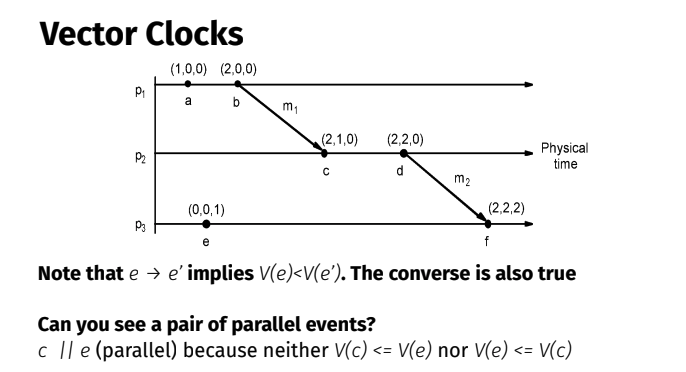 Vector Clocks
(1,0,0) (2,0,0)
p1
a b m1
(2,1,0) (2,2,0)
p2 Physical
time
c d m2
(0,0,1) (2,2,2)
p3
e f
Note that e → e' implies V(e)<V(e'). The converse is also true
Can you see a pair of parallel events?
c || e (parallel) because neither V(c) <= V(e) nor V(e) <= V(c)